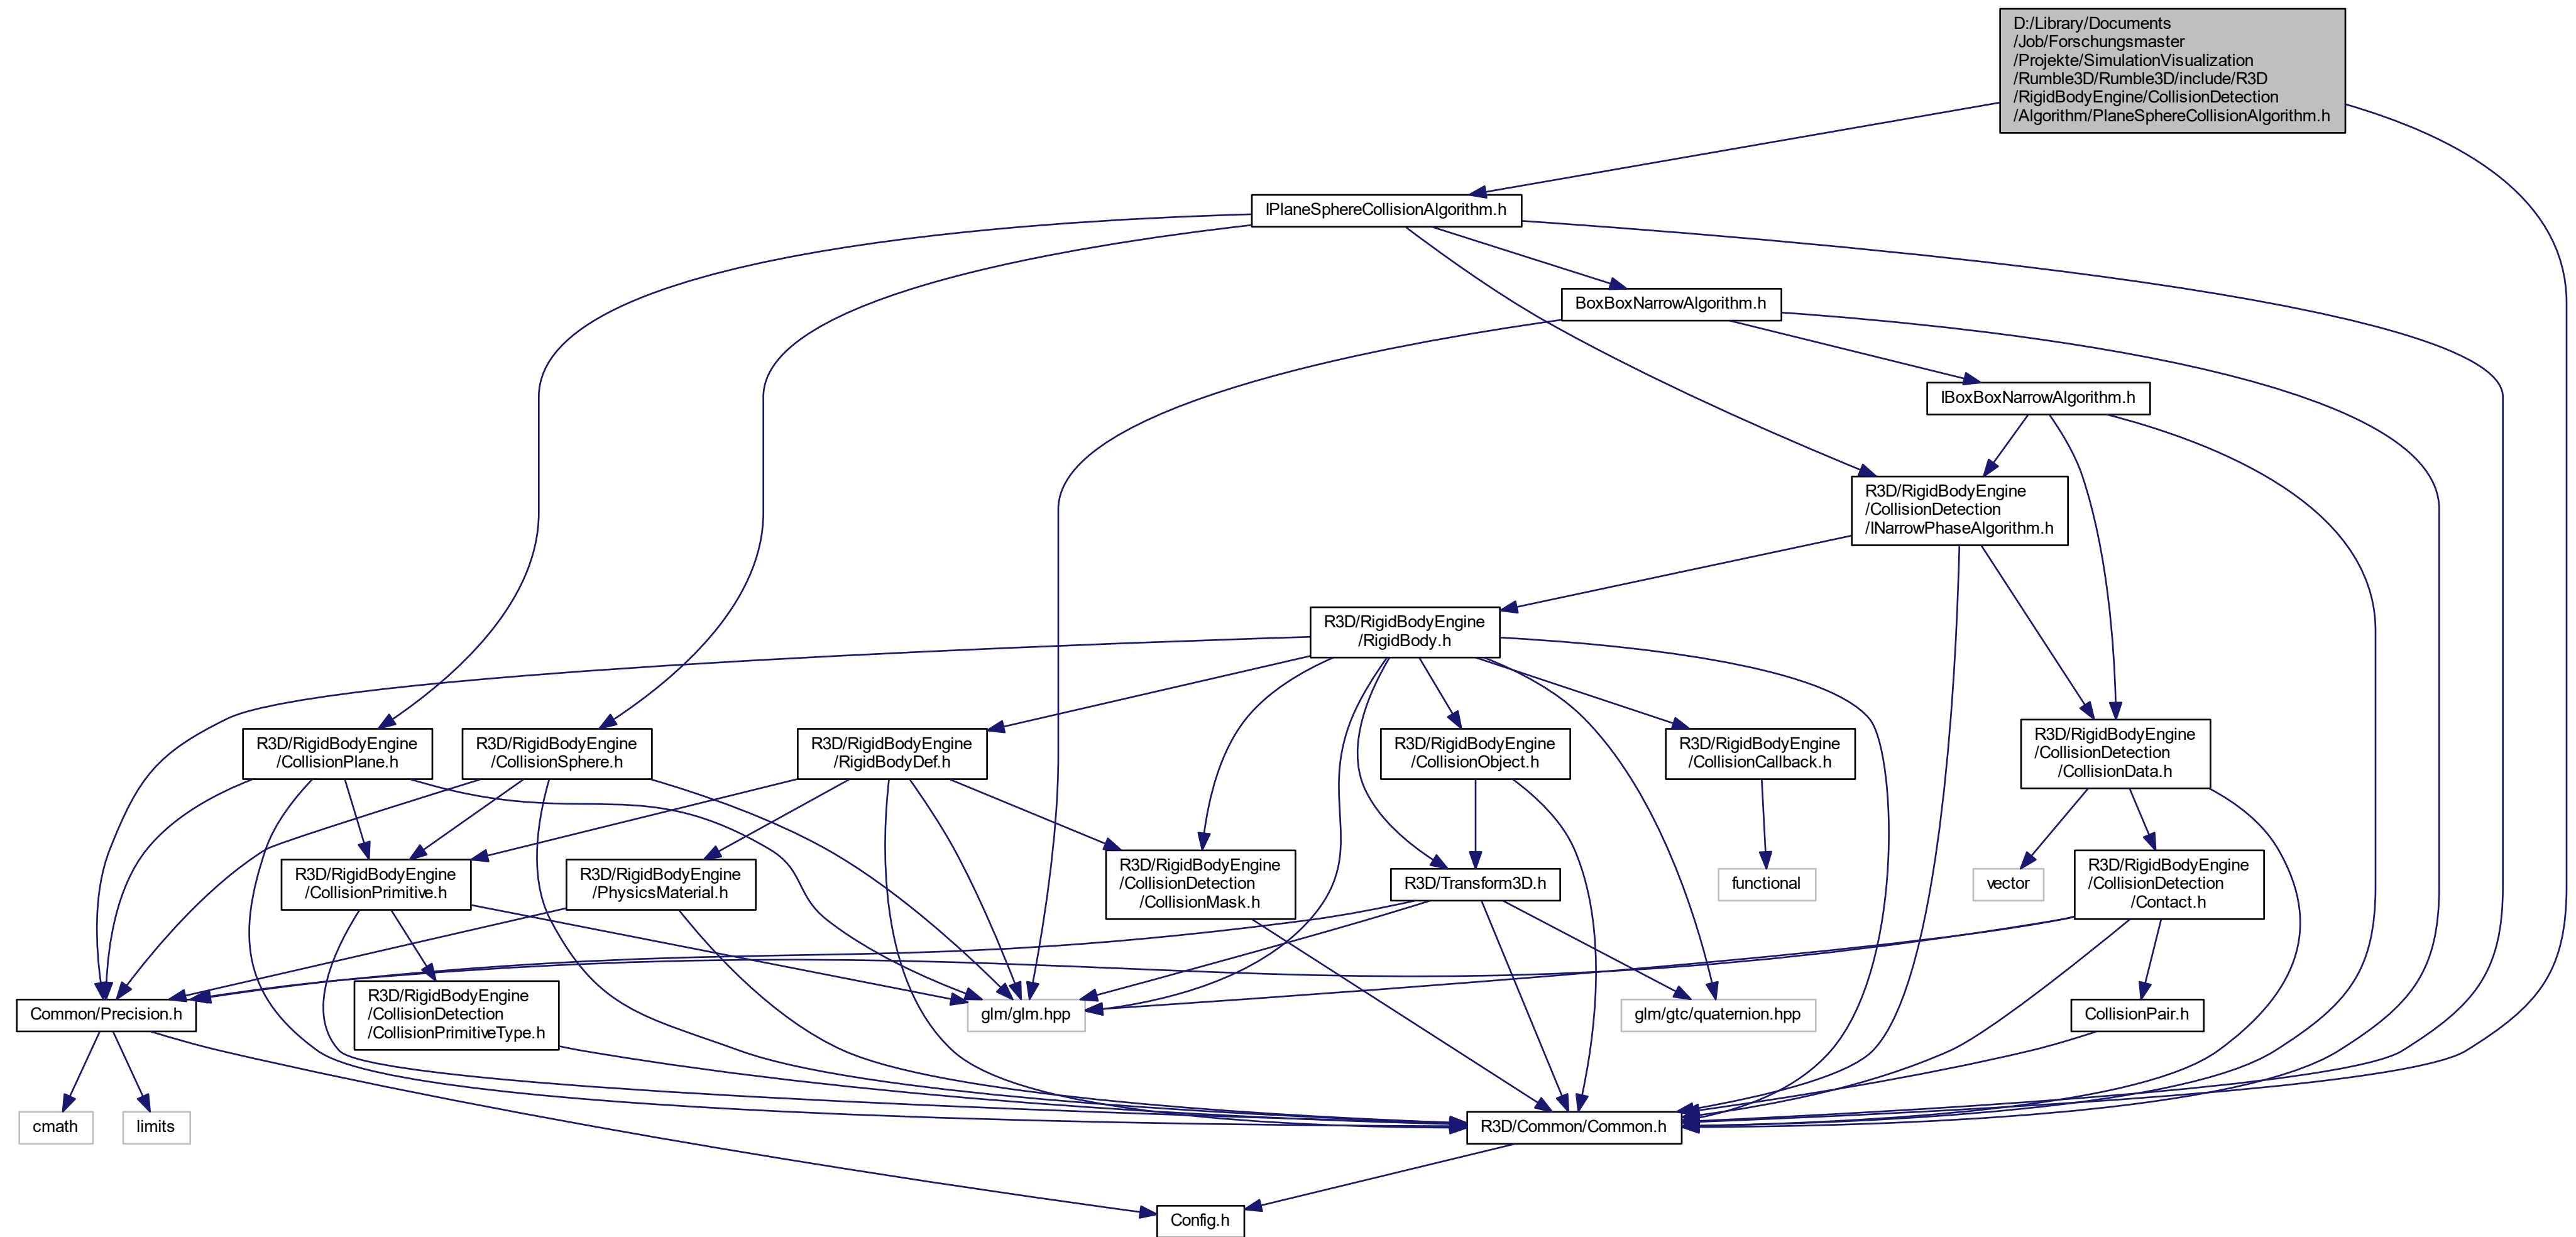 D:/Library/Documents
/Job/Forschungsmaster
/Projekte/SimulationVisualization
/Rumble3D/Rumble3D/include/R3D
/RigidBodyEngine/CollisionDetection
/Algorithm/PlaneSphereCollisionAlgorithm.h
IPlaneSphereCollisionAlgorithm.h
BoxBoxNarrowAlgorithm.h
IBoxBoxNarrowAlgorithm.h
R3D/RigidBodyEngine
/CollisionDetection
/INarrowPhaseAlgorithm.h
R3D/RigidBodyEngine
/RigidBody.h
R3D/RigidBodyEngine
/CollisionPlane.h
R3D/RigidBodyEngine
/CollisionSphere.h
R3D/RigidBodyEngine
/RigidBodyDef.h
R3D/RigidBodyEngine
/CollisionObject.h
R3D/RigidBodyEngine
/CollisionCallback.h
R3D/RigidBodyEngine
/CollisionDetection
/CollisionData.h
R3D/RigidBodyEngine
/CollisionPrimitive.h
R3D/RigidBodyEngine
/PhysicsMaterial.h
R3D/RigidBodyEngine
/CollisionDetection
/CollisionMask.h
R3D/Transform3D.h
functional
vector
R3D/RigidBodyEngine
/CollisionDetection
/Contact.h
Common/Precision.h
R3D/RigidBodyEngine
/CollisionDetection
/CollisionPrimitiveType.h
glm/glm.hpp
glm/gtc/quaternion.hpp
CollisionPair.h
cmath
limits
R3D/Common/Common.h
Config.h